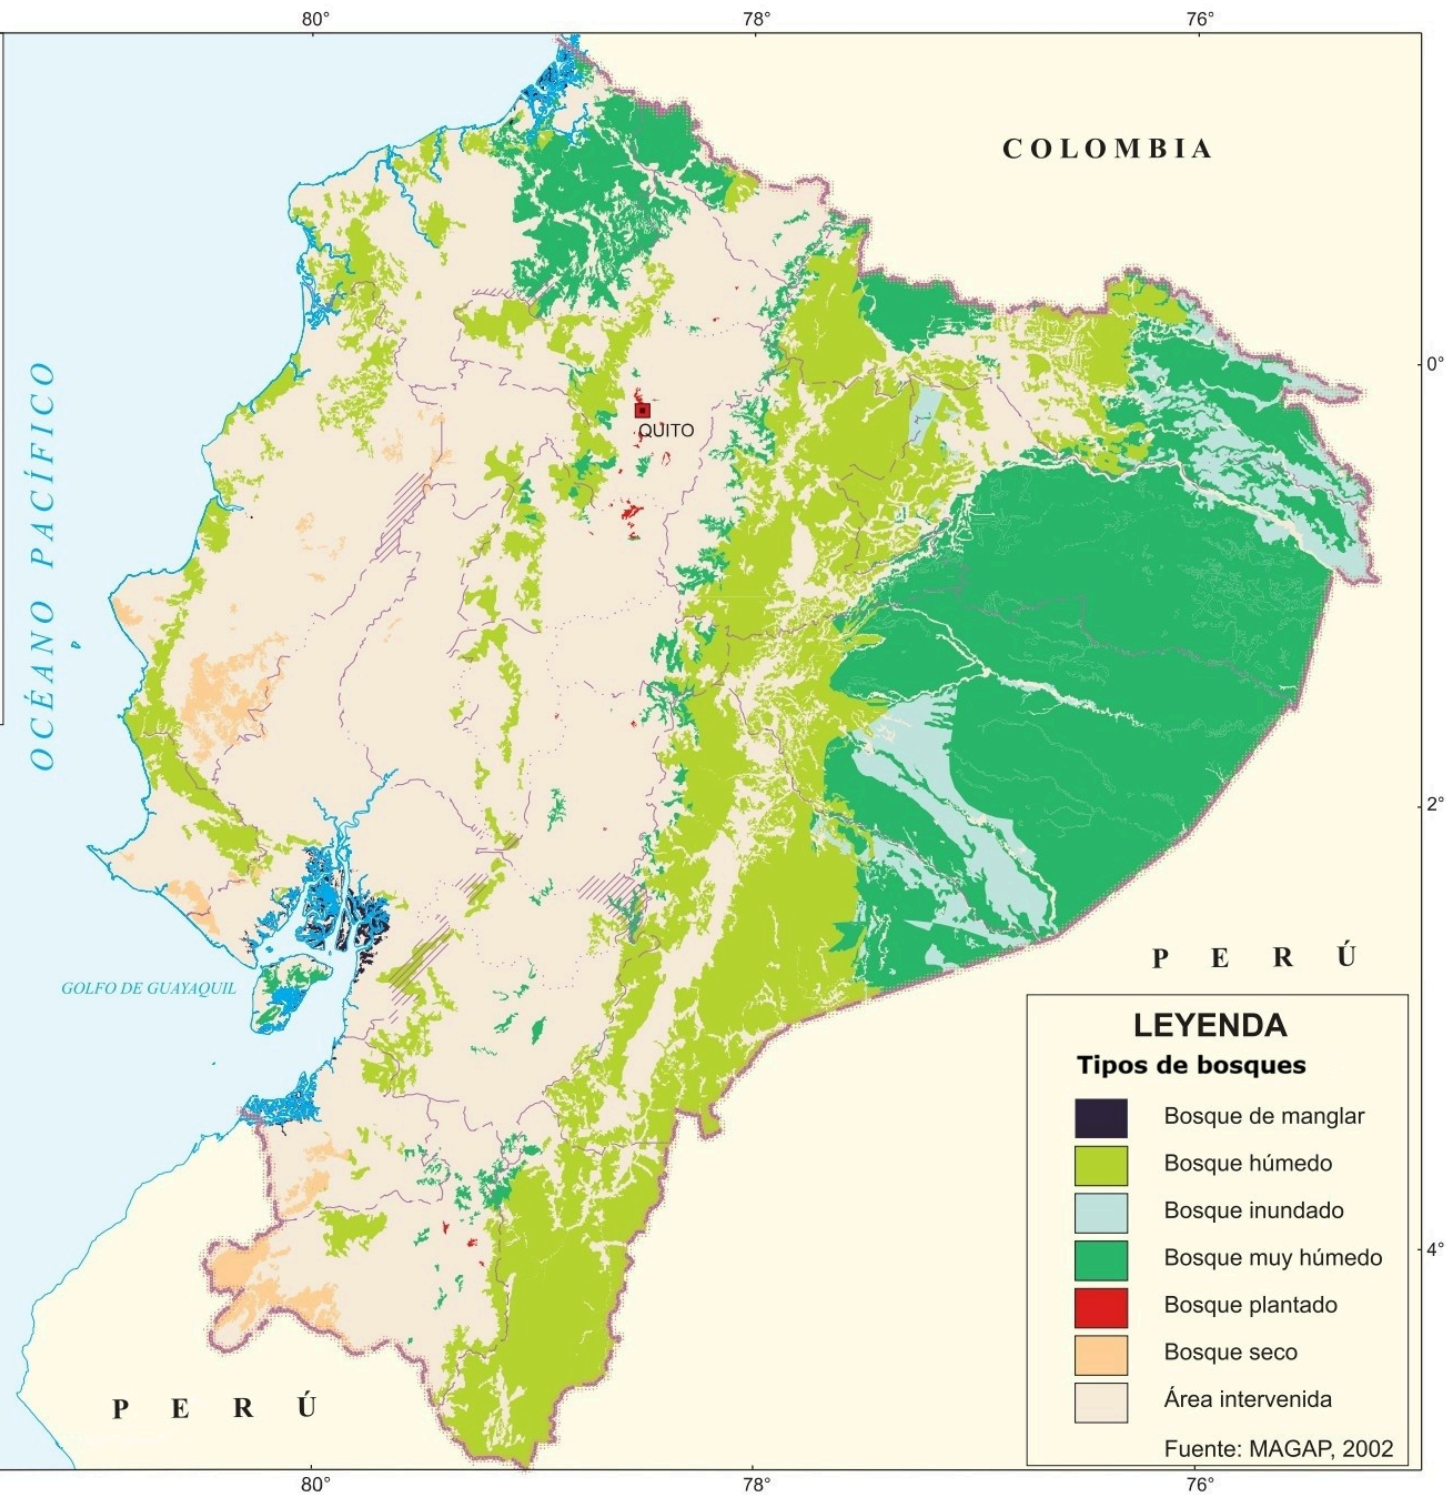 80°
78°
76°
COLOMBIA
0°
QUITO
OCÉANO PACÍFICO
2°
PERÚ
GOLFO DE GUAYAQUIL
LEYENDA
Tipos de bosques
Bosque de manglar
Bosque húmedo
Bosque inundado
Bosque muy húmedo
4°
Bosque plantado
Bosque seco
Área intervenida
PERÚ
Fuente: MAGAP, 2002
80°
78°
76°